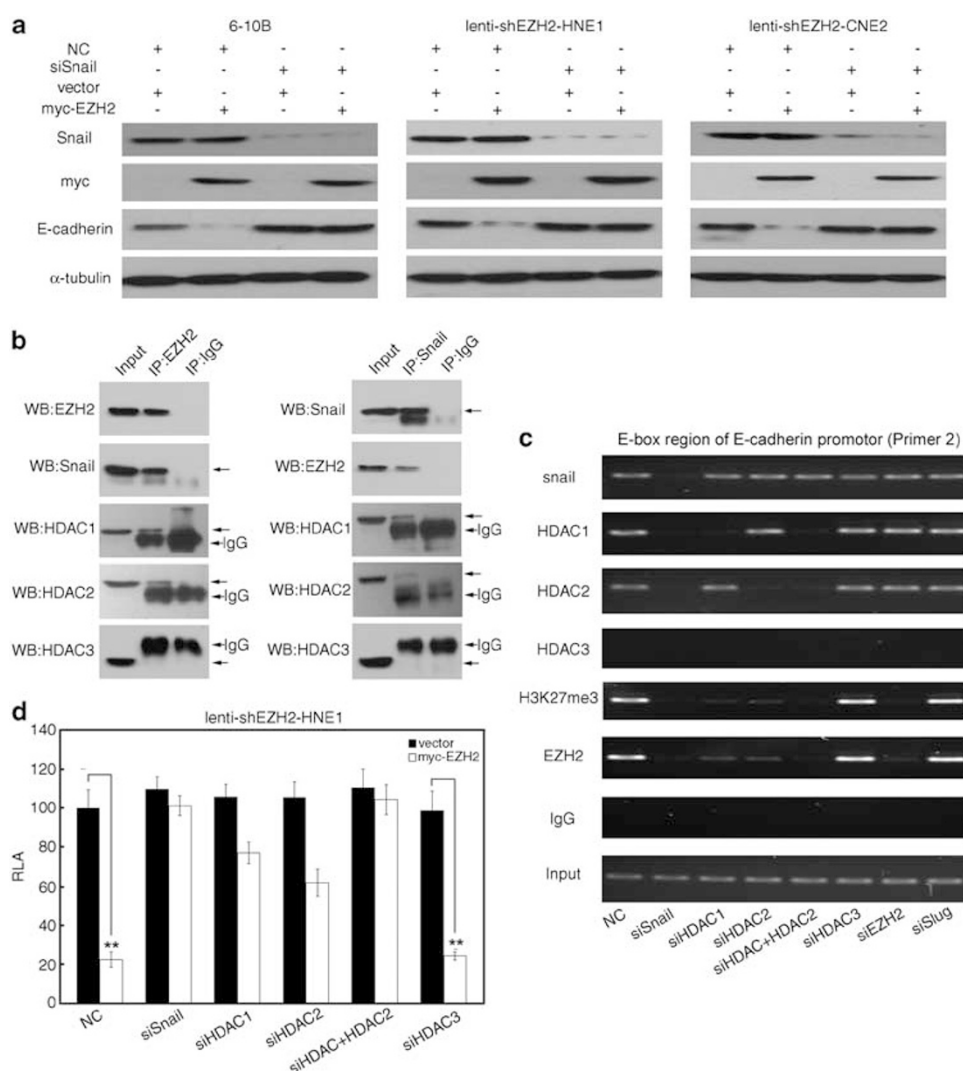 a
6-10B
lenti-shEZH2-HNE1
lenti-shEZH2-CNE2
NC + + - - + + - - + + - -
siSnail - - + + - - + + - - + +
vector + - + - + - + - + - + -
myc-EZH2 - + - + - + - + - + - +
Snail
myc
E-cadherin
α-tubulin
b
Input
IP:EZH2
IP:IgG
WB:EZH2
WB:Snail
WB:HDAC1
IgG
WB:HDAC2
IgG
WB:HDAC3
IgG
Input
IP:Snail
IP:IgG
WB:Snail
WB:EZH2
WB:HDAC1
IgG
WB:HDAC2
IgG
WB:HDAC3
IgG
c
E-box region of E-cadherin promotor (Primer 2)
snail
HDAC1
HDAC2
HDAC3
H3K27me3
EZH2
IgG
Input
NC
siSnail
siHDAC1
siHDAC2
siHDAC+HDAC2
siHDAC3
siEZH2
siSlug
d
lenti-shEZH2-HNE1
vector
myc-EZH2
RLA
140
120
100
80
60
40
20
0
**
**
NC
siSnail
siHDAC1
siHDAC2
siHDAC+HDAC2
siHDAC3